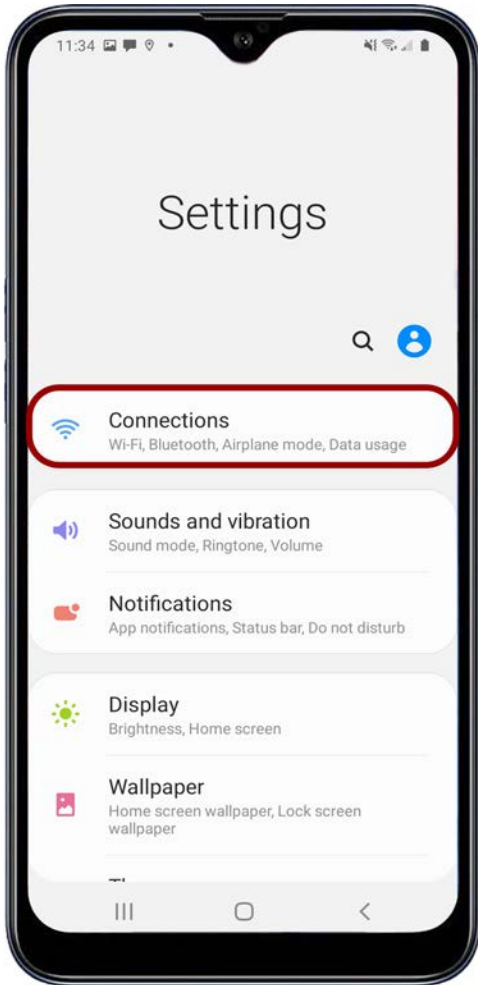 11:34
Settings
Connections
Wi-Fi, Bluetooth, Airplane mode, Data usage
Sounds and vibration
Sound mode, Ringtone, Volume
Notifications
App notifications, Status bar, Do not disturb
Display
Brightness, Home screen
Wallpaper
Home screen wallpaper, Lock screen
wallpaper